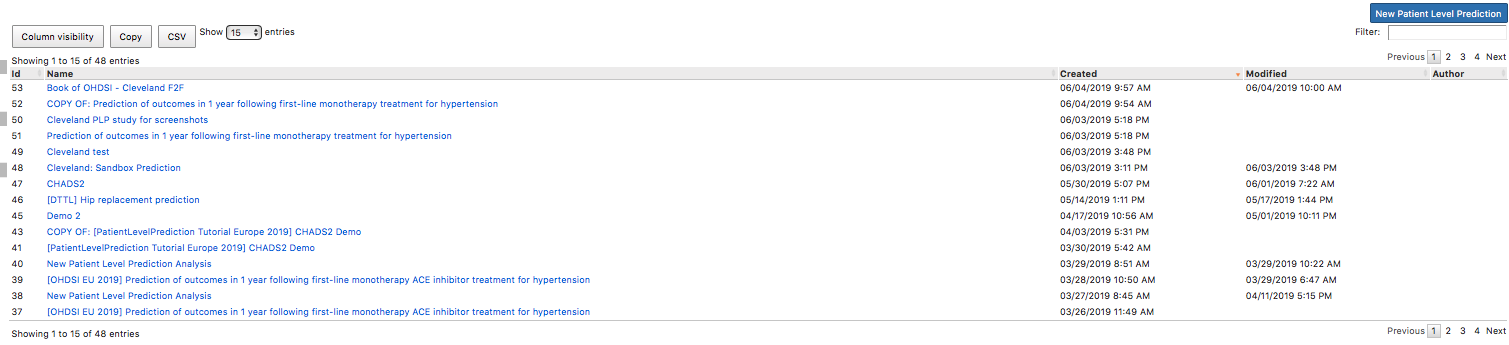 New Patient Level Prediction
Column visibility Copy CSV Show 15 entries Filter:
Showing 1 to 15 of 48 entries Previous 1 2 3 4 Next
Id Name Created Modified Author
53 Book of OHDSI - Cleveland F2F 06/04/2019 9:57 AM 06/04/2019 10:00 AM
52 COPY OF: Prediction of outcomes in 1 year following first-line monotherapy treatment for hypertension 06/04/2019 9:54 AM
50 Cleveland PLP study for screenshots 06/03/2019 5:18 PM
51 Prediction of outcomes in 1 year following first-line monotherapy treatment for hypertension 06/03/2019 5:18 PM
49 Cleveland test 06/03/2019 3:48 PM
48 Cleveland: Sandbox Prediction 06/03/2019 3:11 PM 06/03/2019 3:48 PM
47 CHADS2 05/30/2019 5:07 PM 06/01/2019 7:22 AM
46 [DTTL] Hip replacement prediction 05/14/2019 1:11 PM 05/17/2019 1:44 PM
45 Demo 2 04/17/2019 10:56 AM 05/01/2019 10:11 PM
43 COPY OF: [PatientLevelPrediction Tutorial Europe 2019] CHADS2 Demo 04/03/2019 5:31 PM
41 [PatientLevelPrediction Tutorial Europe 2019] CHADS2 Demo 03/30/2019 5:42 AM
40 New Patient Level Prediction Analysis 03/29/2019 8:51 AM 03/29/2019 10:22 AM
39 [OHDSI EU 2019] Prediction of outcomes in 1 year following first-line monotherapy ACE inhibitor treatment for hypertension 03/28/2019 10:50 AM 03/29/2019 6:47 AM
38 New Patient Level Prediction Analysis 03/27/2019 8:45 AM 04/11/2019 5:15 PM
37 [OHDSI EU 2019] Prediction of outcomes in 1 year following first-line monotherapy ACE inhibitor treatment for hypertension 03/26/2019 11:49 AM
Showing 1 to 15 of 48 entries Previous 1 2 3 4 Next